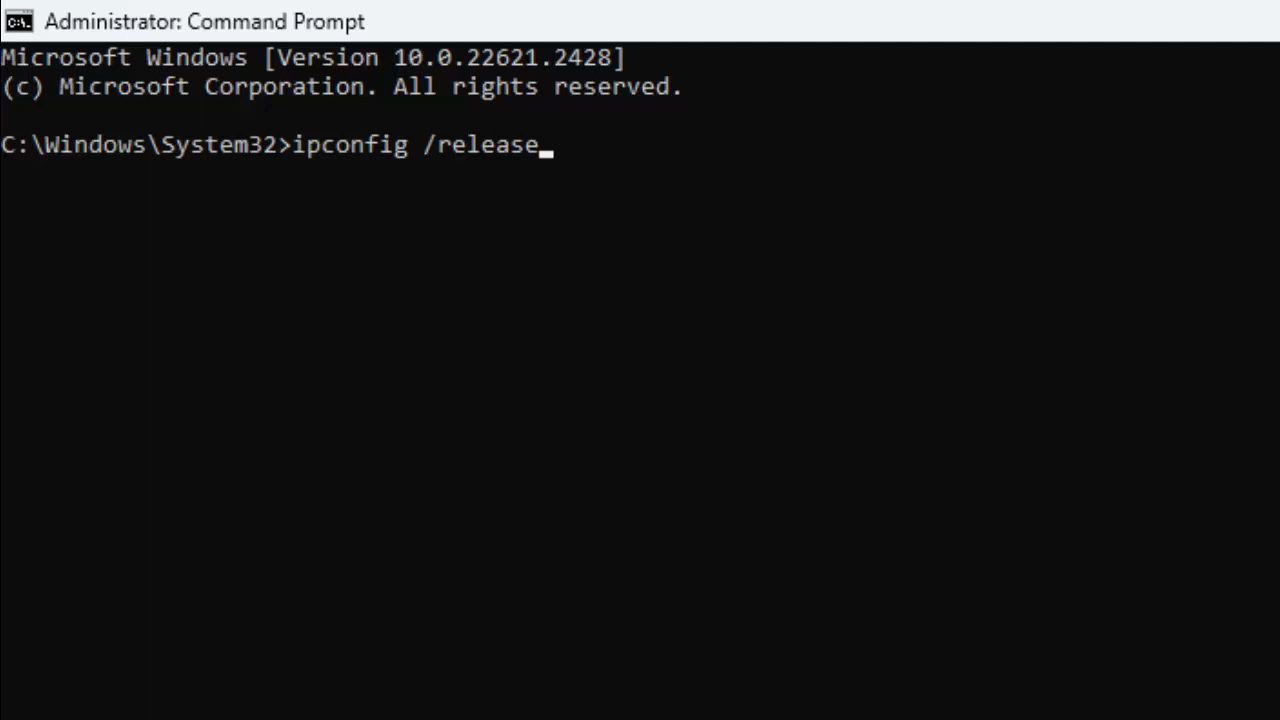 Administrator: Command Prompt
Microsoft Windows [Version 10.0.22621.2428]
(c) Microsoft Corporation. All rights reserved.
C:\Windows\System32>ipconfig /release